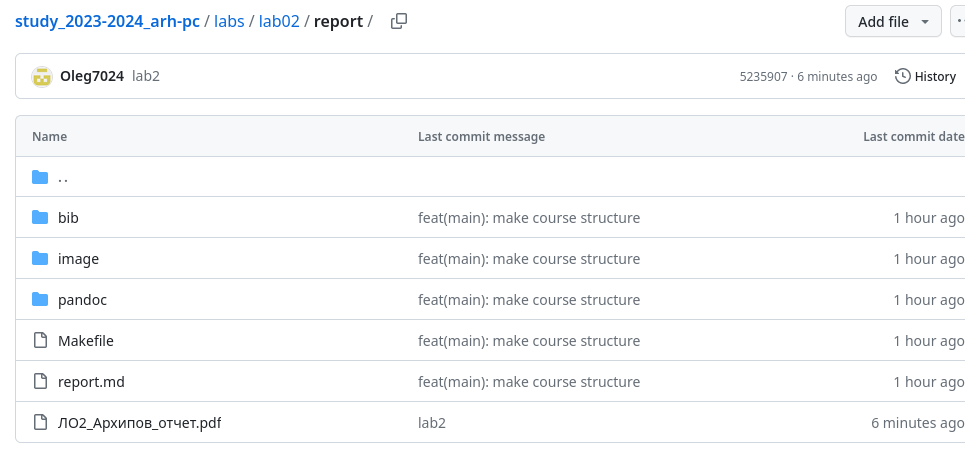 study_2023-2024_arh-pc / labs / lab02 / report / Add file
Oleg7024 lab2 5235907 · 6 minutes ago History
Name Last commit message Last commit date
..
bib feat(main): make course structure 1 hour ago
image feat(main): make course structure 1 hour ago
pandoc feat(main): make course structure 1 hour ago
Makefile feat(main): make course structure 1 hour ago
report.md feat(main): make course structure 1 hour ago
ЛО2_Архипов_отчет.pdf lab2 6 minutes ago